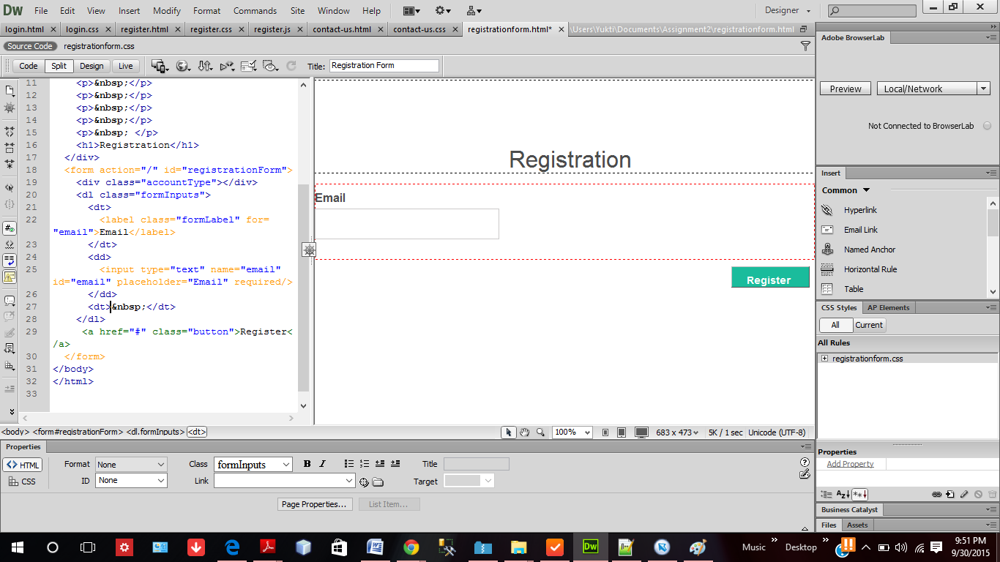 Dw File Edit View Insert Modify Format Commands Site Window Help Designer
login.html login.css register.html register.css register.js contact-us.html contact-us.css registrationform.html* \Users\Yukti\Documents\Assignment2\registrationform.html
Source Code registrationform.css
Code Split Design Live Title: Registration Form
11 <p>&nbsp;</p>
12 <p>&nbsp;</p>
13 <p>&nbsp;</p>
14 <p>&nbsp;</p>
15 <p>&nbsp; </p>
16 <h1>Registration</h1>
17 </div>
18 <form action="/" id="registrationForm">
19 <div class="accountType"></div>
20 <dl class="formInputs">
21 <dt>
22 <label class="formLabel" for=
"email">Email</label>
23 </dt>
24 <dd>
25 <input type="text" name="email"
id="email" placeholder="Email" required/>
26 </dd>
27 <dt>&nbsp;</dt>
28 </dl>
29 <a href="#" class="button">Register<
/a>
30 </form>
31 </body>
32 </html>
33
Registration
Email
Register
<body> <form#registrationForm> <dl.formInputs> <dt> 100% 683 x 473 5K / 1 sec Unicode (UTF-8)
Properties
<> HTML Format None Class formInputs B I Title
CSS ID None Link Target
Page Properties... List Item...
Adobe BrowserLab
Preview Local/Network
Not Connected to BrowserLab
Insert
Common
Hyperlink
Email Link
Named Anchor
Horizontal Rule
Table
CSS Styles AP Elements
All Current
All Rules
registrationform.css
Properties
Add Property
Az
Business Catalyst
Files Assets
Music Desktop 9:51 PM
9/30/2015